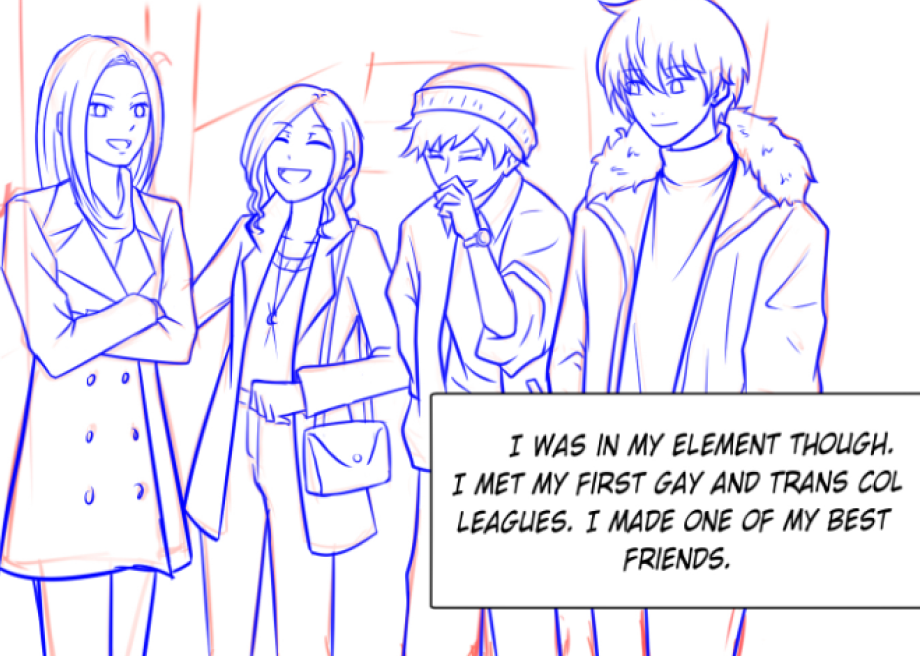 I WAS IN MY ELEMENT THOUGH.
I MET MY FIRST GAY AND TRANS COL
LEAGUES. I MADE ONE OF MY BEST
FRIENDS.